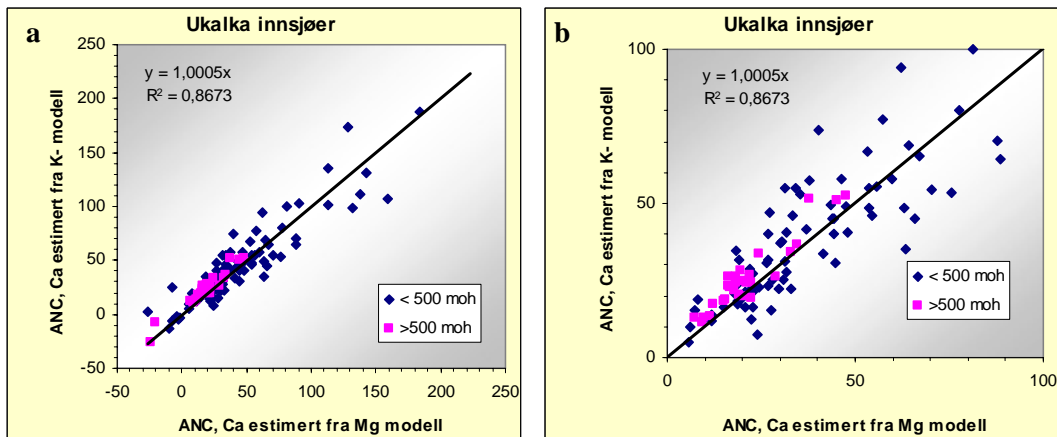 a
Ukalka innsjøer
y = 1,0005x
R² = 0,8673
ANC, Ca estimert fra K- modell
250
200
150
100
50
0
-50
-50 0 50 100 150 200 250
< 500 moh
>500 moh
ANC, Ca estimert fra Mg modell
b
Ukalka innsjøer
y = 1,0005x
R² = 0,8673
ANC, Ca estimert fra K- modell
100
50
0
0 50 100
< 500 moh
>500 moh
ANC, Ca estimert fra Mg modell